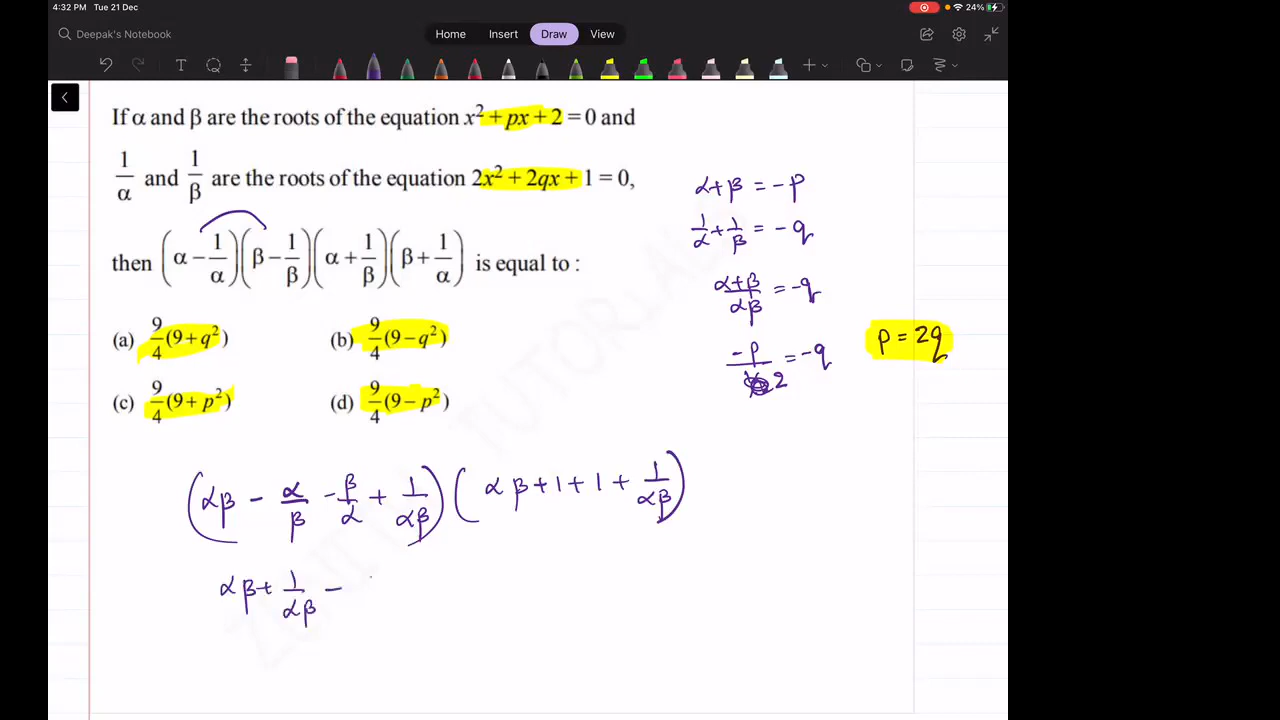 4:32 PM Tue 21 Dec
24%
Deepak's Notebook
Home Insert Draw View
If α and β are the roots of the equation x² + px + 2 = 0 and
1/α and 1/β are the roots of the equation 2x² + 2qx + 1 = 0,
then (α − 1/α)(β − 1/β)(α + 1/β)(β + 1/α) is equal to :
(a) 9/4(9+q²) (b) 9/4(9−q²)
(c) 9/4(9+p²) (d) 9/4(9−p²)
α+β = −p
1/α + 1/β = −q
α+β/αβ = −q
−p/2 = −q
p = 2q
(αβ − α/β − β/α + 1/αβ)(αβ+1+1+1/αβ)
αβ + 1/αβ −